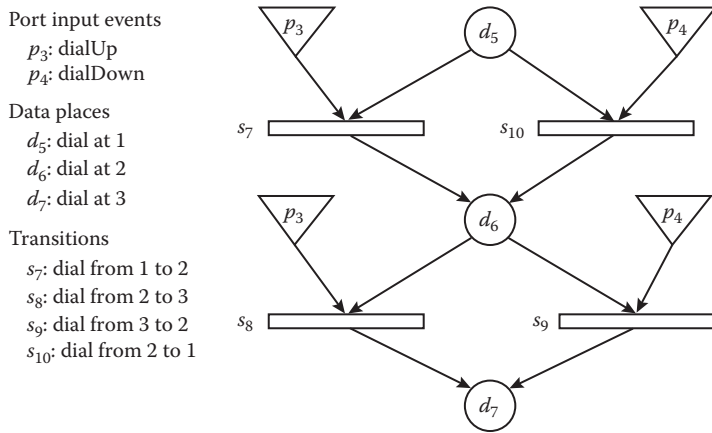 Port input events
p₃: dialUp
p₄: dialDown
Data places
d₅: dial at 1
d₆: dial at 2
d₇: dial at 3
Transitions
s₇: dial from 1 to 2
s₈: dial from 2 to 3
s₉: dial from 3 to 2
s₁₀: dial from 2 to 1
p₃
d₅
p₄
s₇
s₁₀
p₃
d₆
p₄
s₈
s₉
d₇